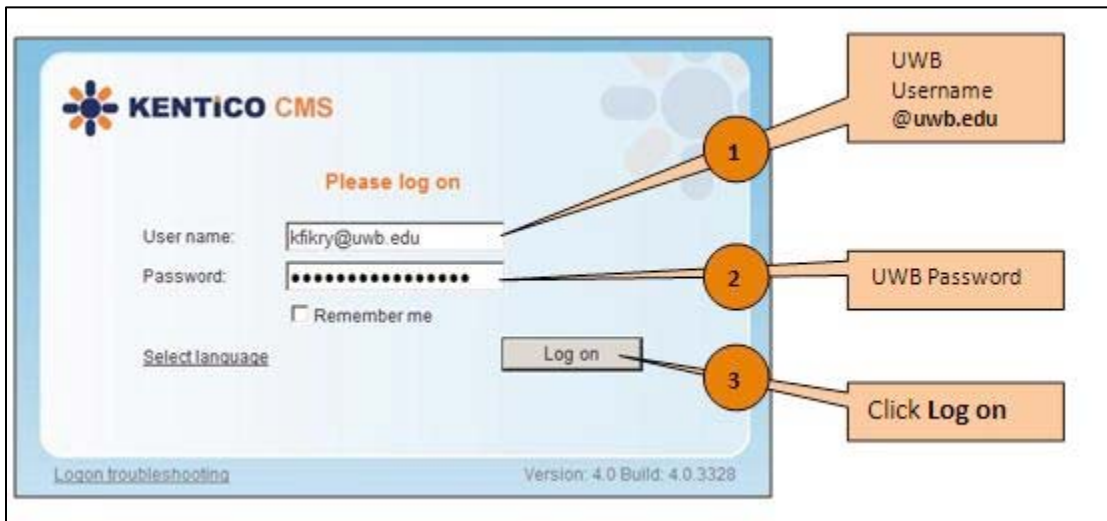 KENTICO CMS
Please log on
User name:
kfikry@uwb.edu
Password:
••••••••••••••••
Remember me
Select language
Log on
Logon troubleshooting
Version: 4.0 Build: 4.0.3328
1
UWB
Username
@uwb.edu
2
UWB Password
3
Click Log on